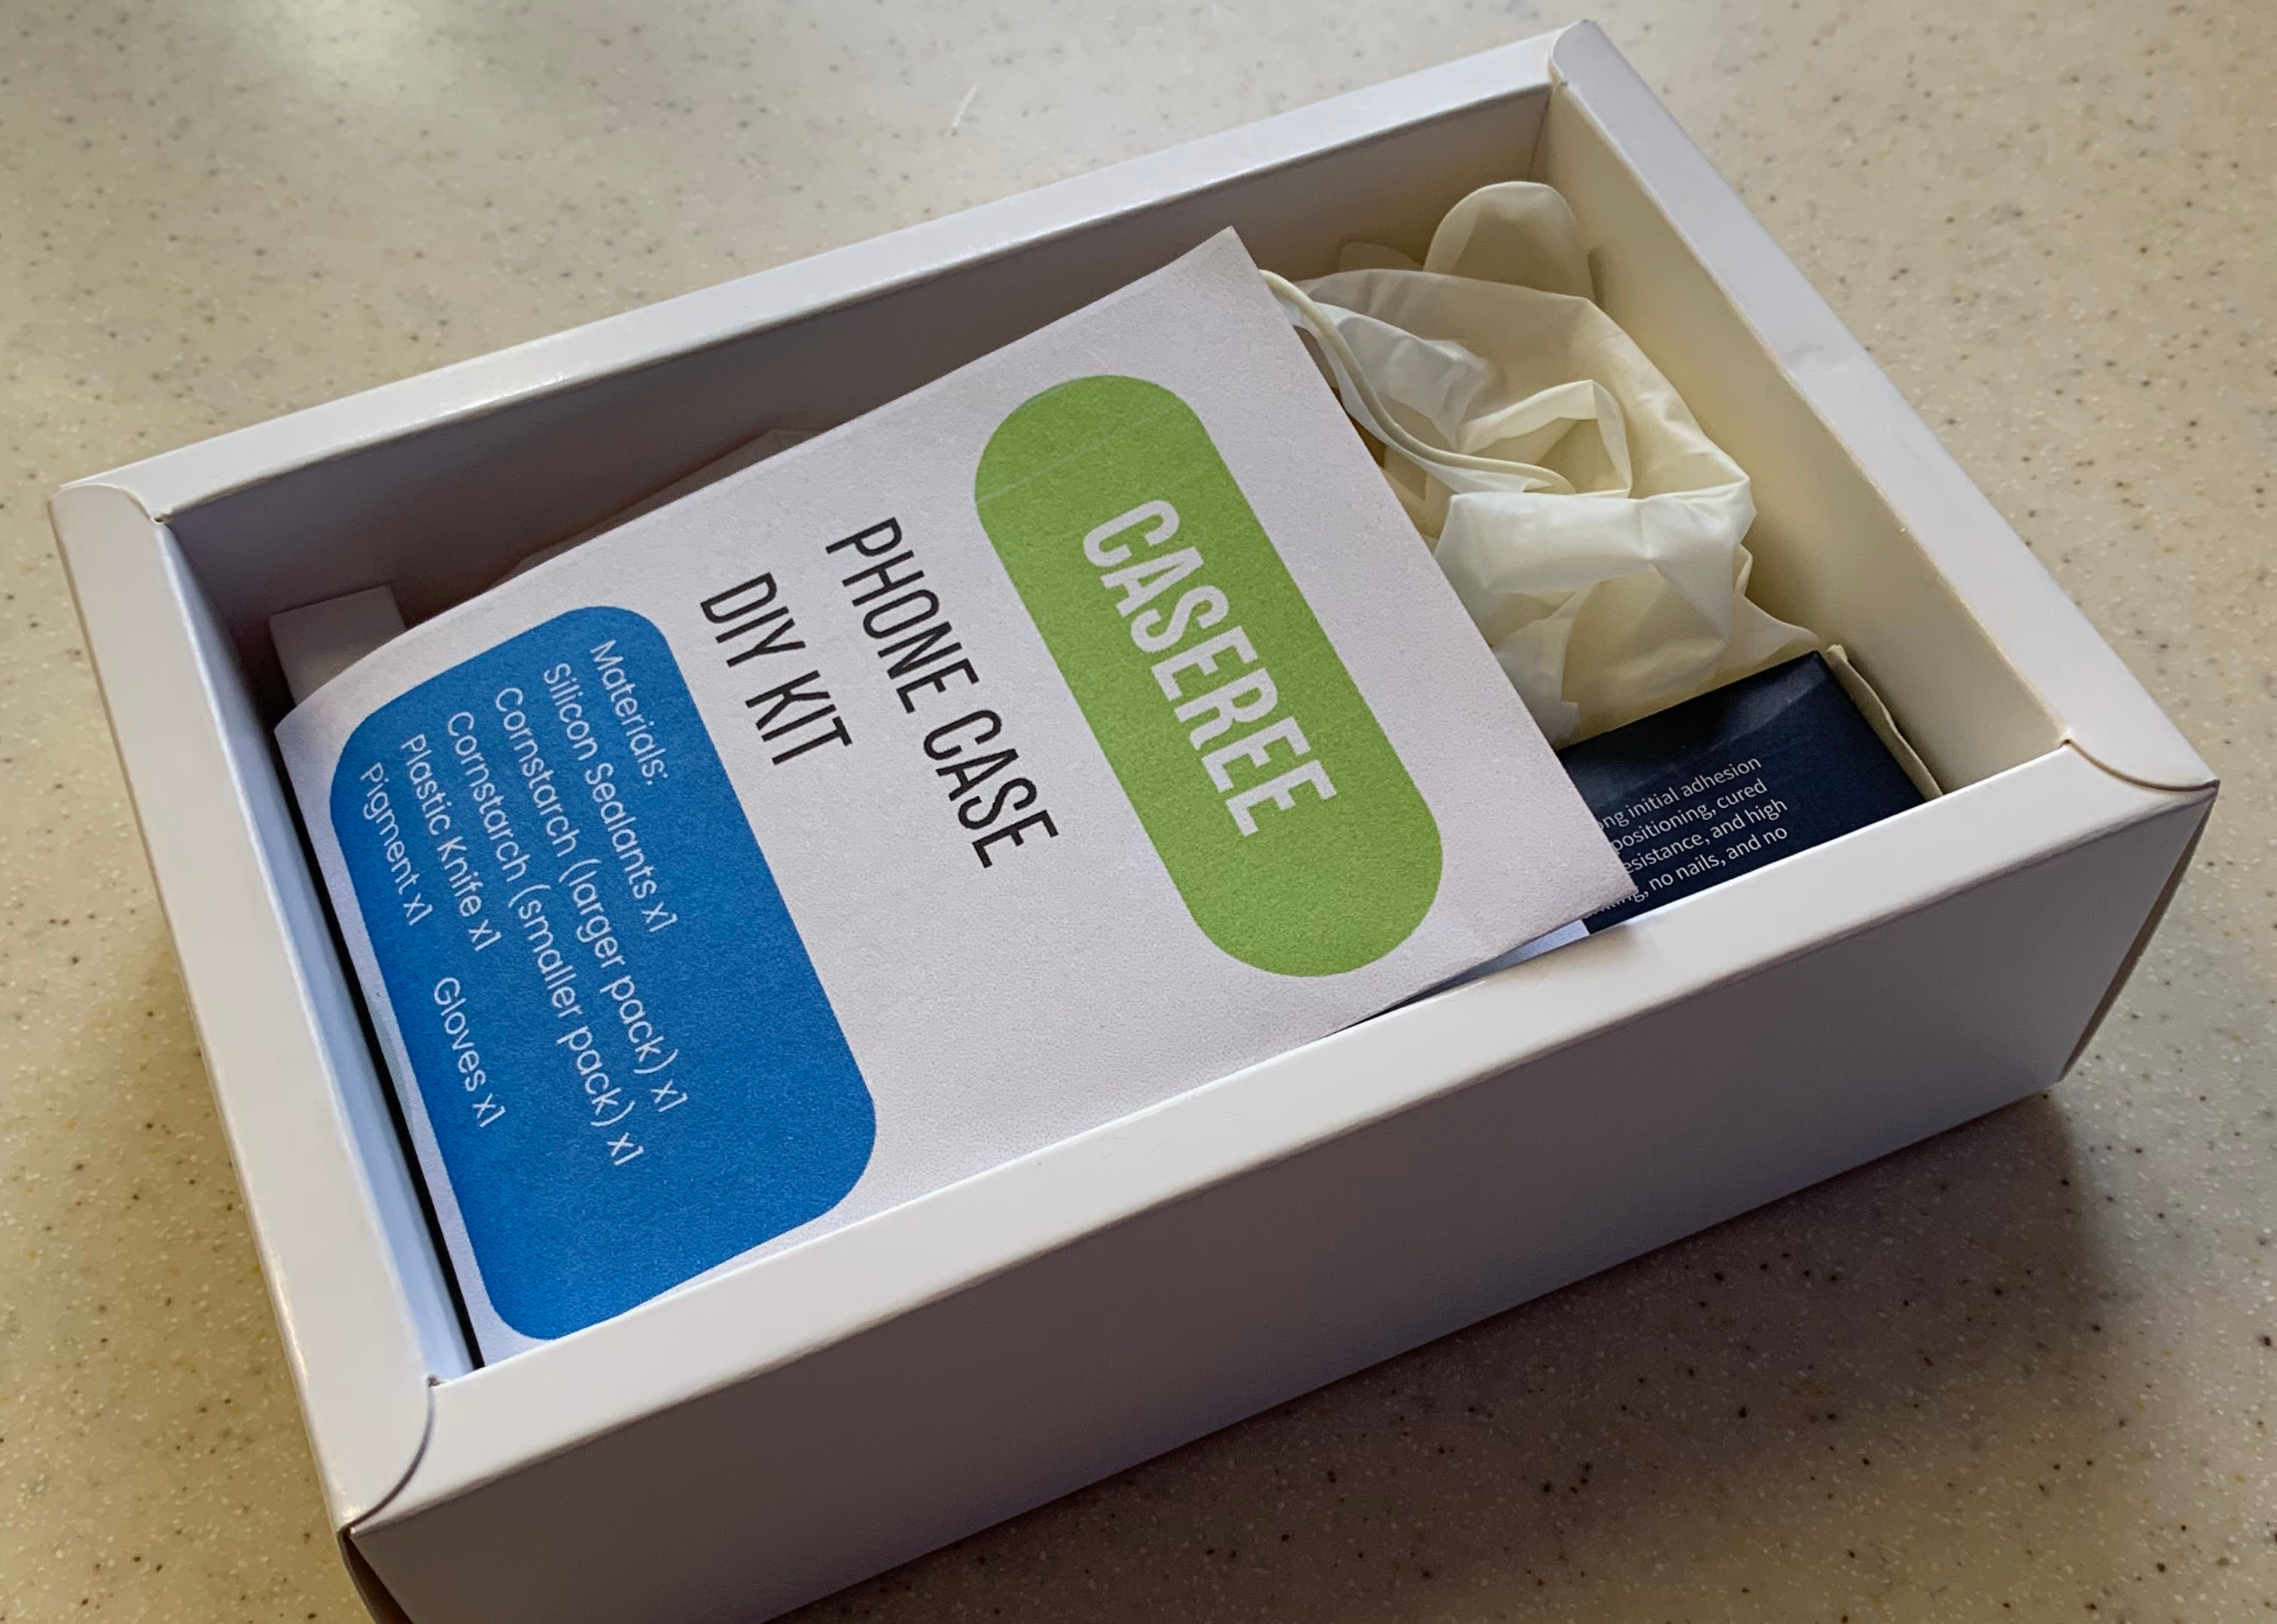 CASEREE
PHONE CASE
DIY KIT
Materials:
Silicon Sealants x1
Cornstarch (larger pack) x1
Cornstarch (smaller pack) x1
Plastic Knife x1 Gloves x1
Pigment x1
initial adhesion
positioning, cured
and high
no nails, and no